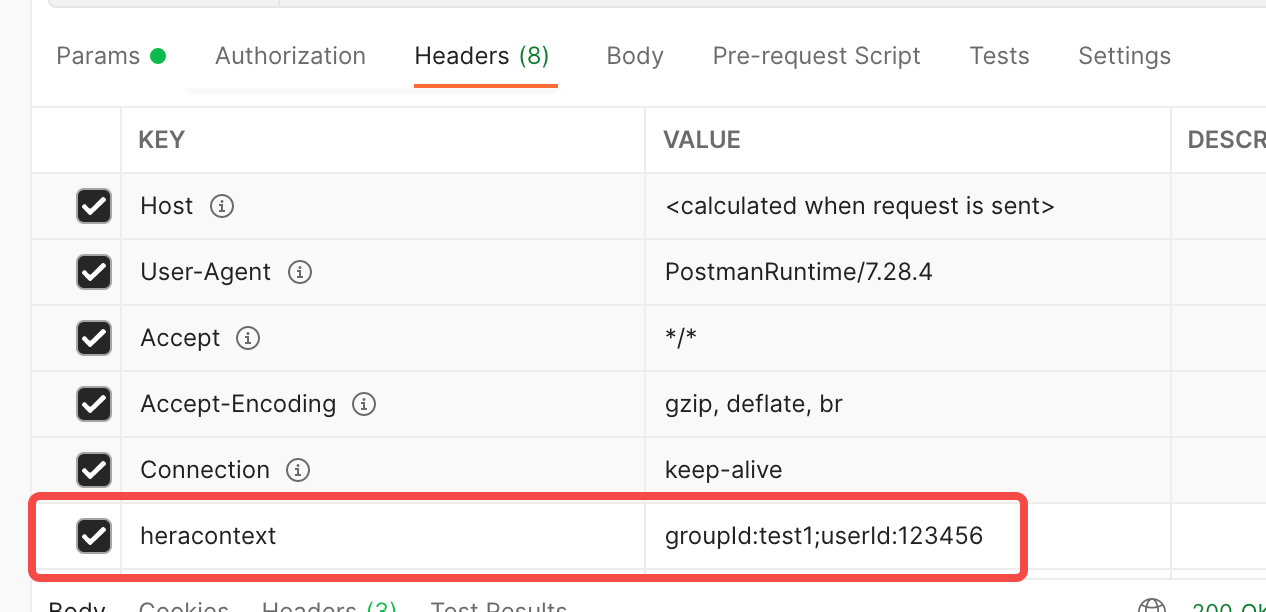 Params Authorization Headers (8) Body Pre-request Script Tests Settings
KEY VALUE DESCR
Host <calculated when request is sent>
User-Agent PostmanRuntime/7.28.4
Accept */*
Accept-Encoding gzip, deflate, br
Connection keep-alive
heracontext groupId:test1;userId:123456
Body Cookies Headers (3) Test Results 200 OK